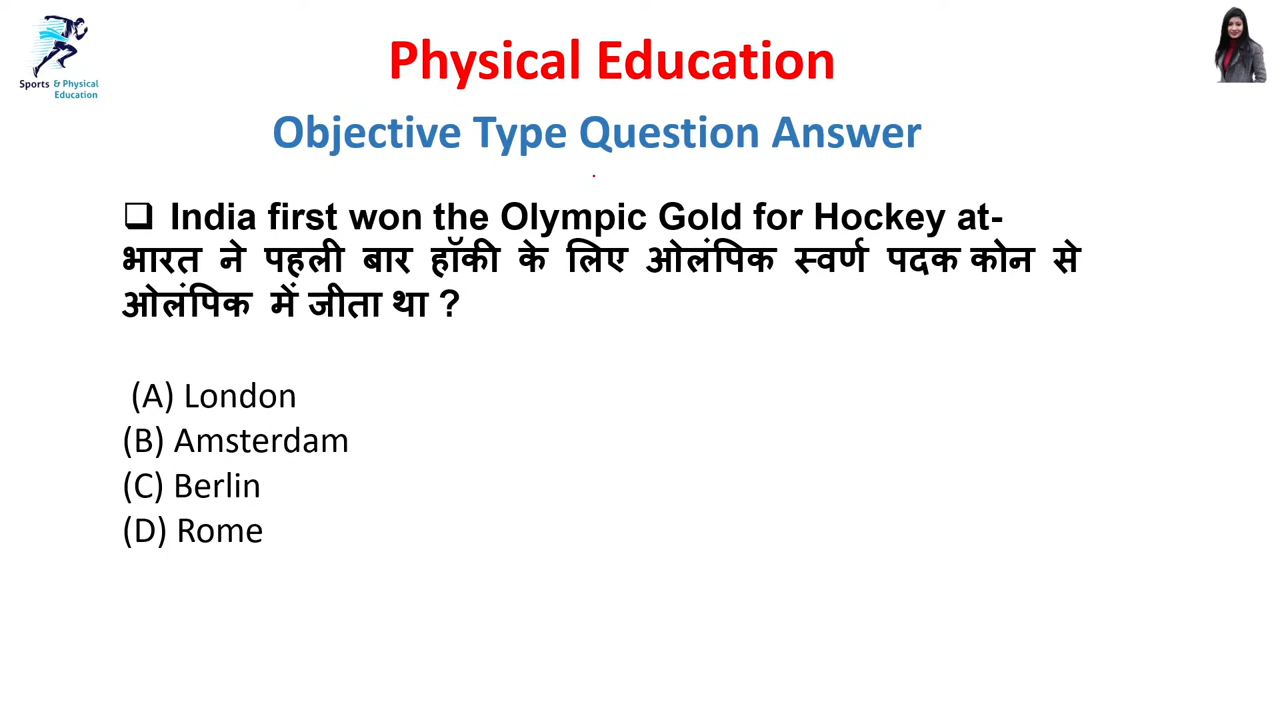 Sports & Physical
Education
Physical Education
Objective Type Question Answer
❑ India first won the Olympic Gold for Hockey at-
भारत ने पहली बार हॉकी के लिए ओलंपिक स्वर्ण पदक कोन से
ओलंपिक में जीता था ?
(A) London
(B) Amsterdam
(C) Berlin
(D) Rome